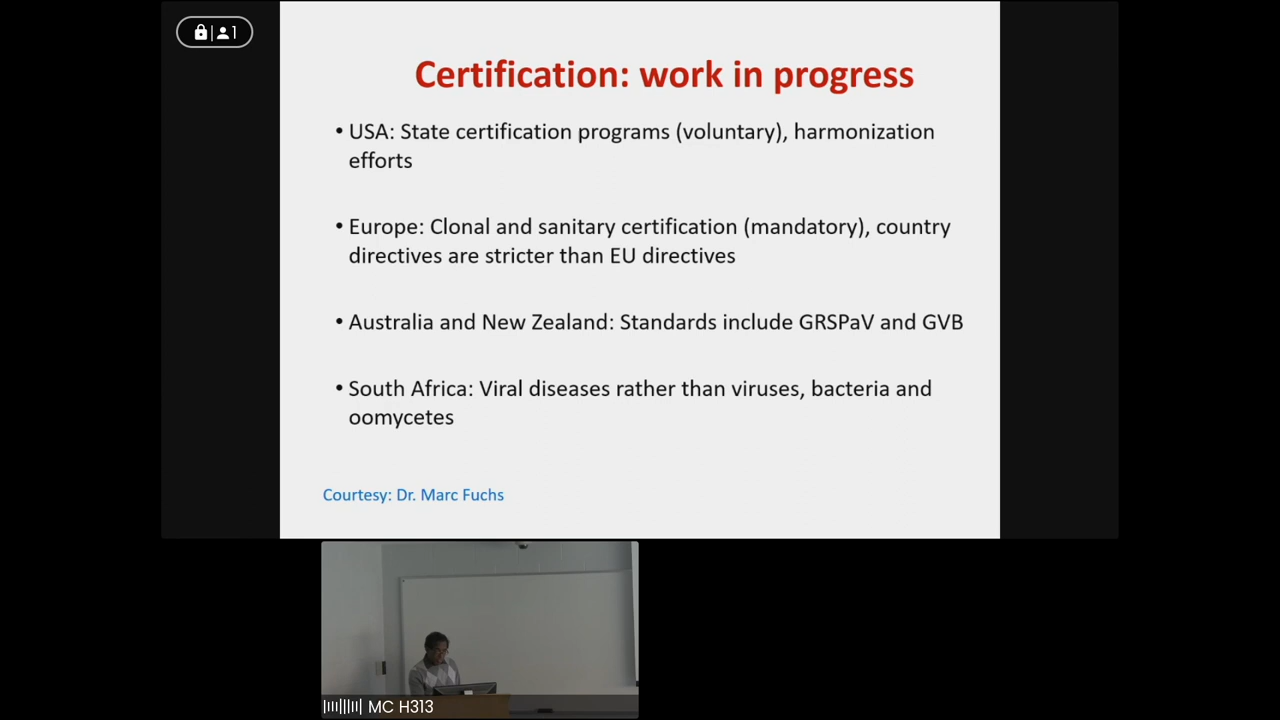 1
Certification: work in progress
• USA: State certification programs (voluntary), harmonization
efforts
• Europe: Clonal and sanitary certification (mandatory), country
directives are stricter than EU directives
• Australia and New Zealand: Standards include GRSPaV and GVB
• South Africa: Viral diseases rather than viruses, bacteria and
oomycetes
Courtesy: Dr. Marc Fuchs
MC H313